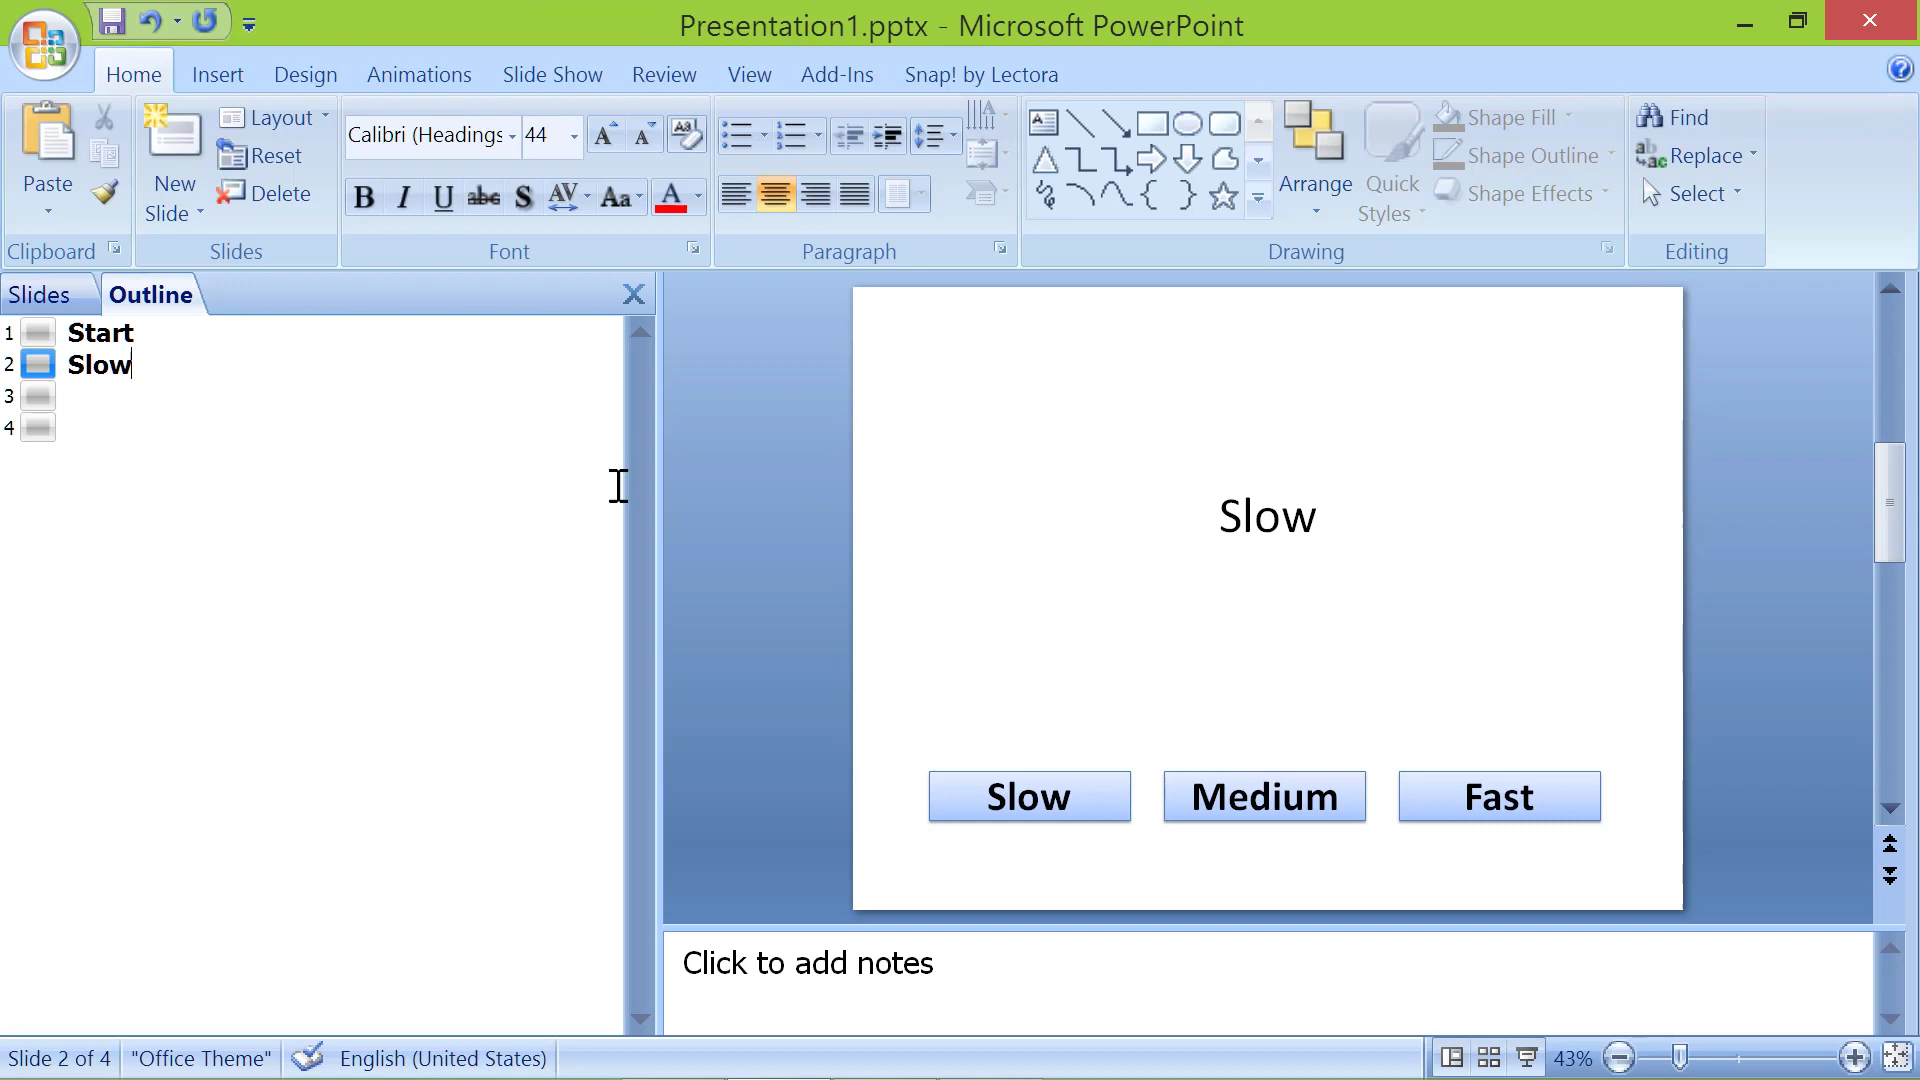 Presentation1.pptx - Microsoft PowerPoint
Home Insert Design Animations Slide Show Review View Add-Ins Snap! by Lectora
Paste
Clipboard
New Slide
Layout
Reset
Delete
Slides
Calibri (Headings 44
B I U abc S AV Aa A
Font
Paragraph
Arrange
Quick Styles
Shape Fill
Shape Outline
Shape Effects
Drawing
Find
Replace
Select
Editing
Slides Outline
1 Start
2 Slow
3
4
Slow
Slow Medium Fast
Click to add notes
Slide 2 of 4 "Office Theme" English (United States) 43%